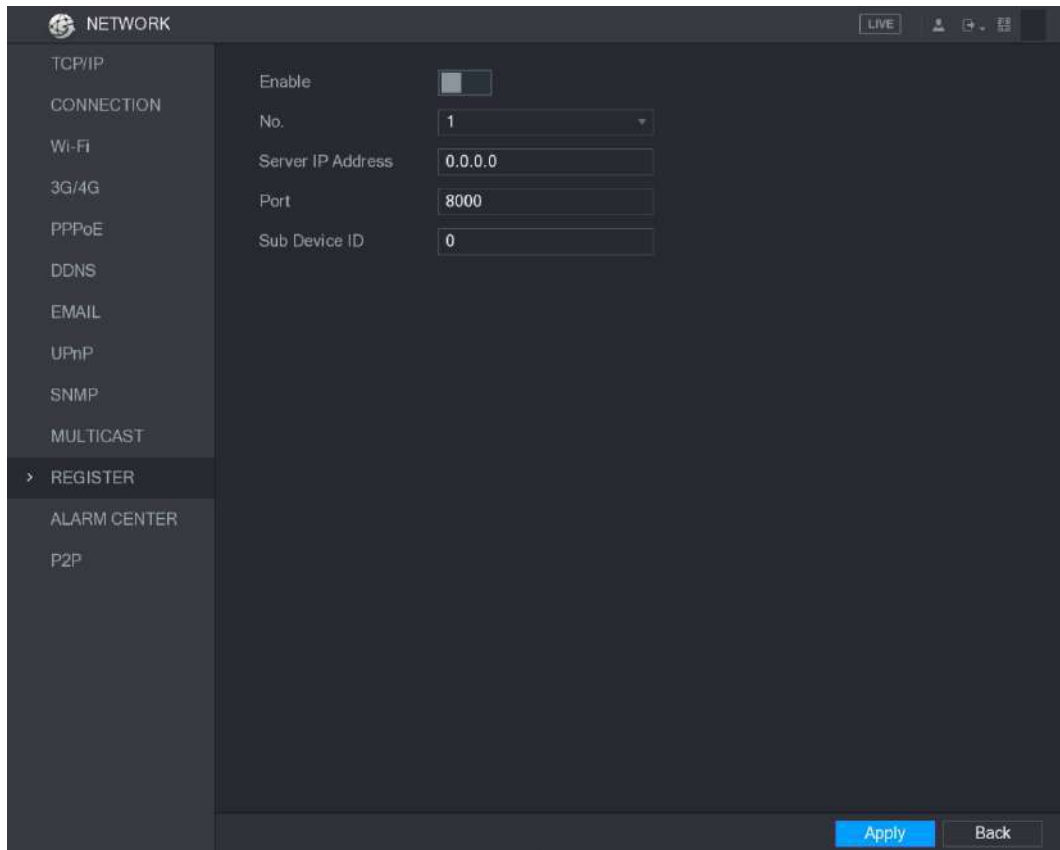 NETWORK
LIVE
TCP/IP
CONNECTION
Wi-Fi
3G/4G
PPPoE
DDNS
EMAIL
UPnP
SNMP
MULTICAST
REGISTER
ALARM CENTER
P2P
Enable
No. 1
Server IP Address 0.0.0.0
Port 8000
Sub Device ID 0
Apply Back